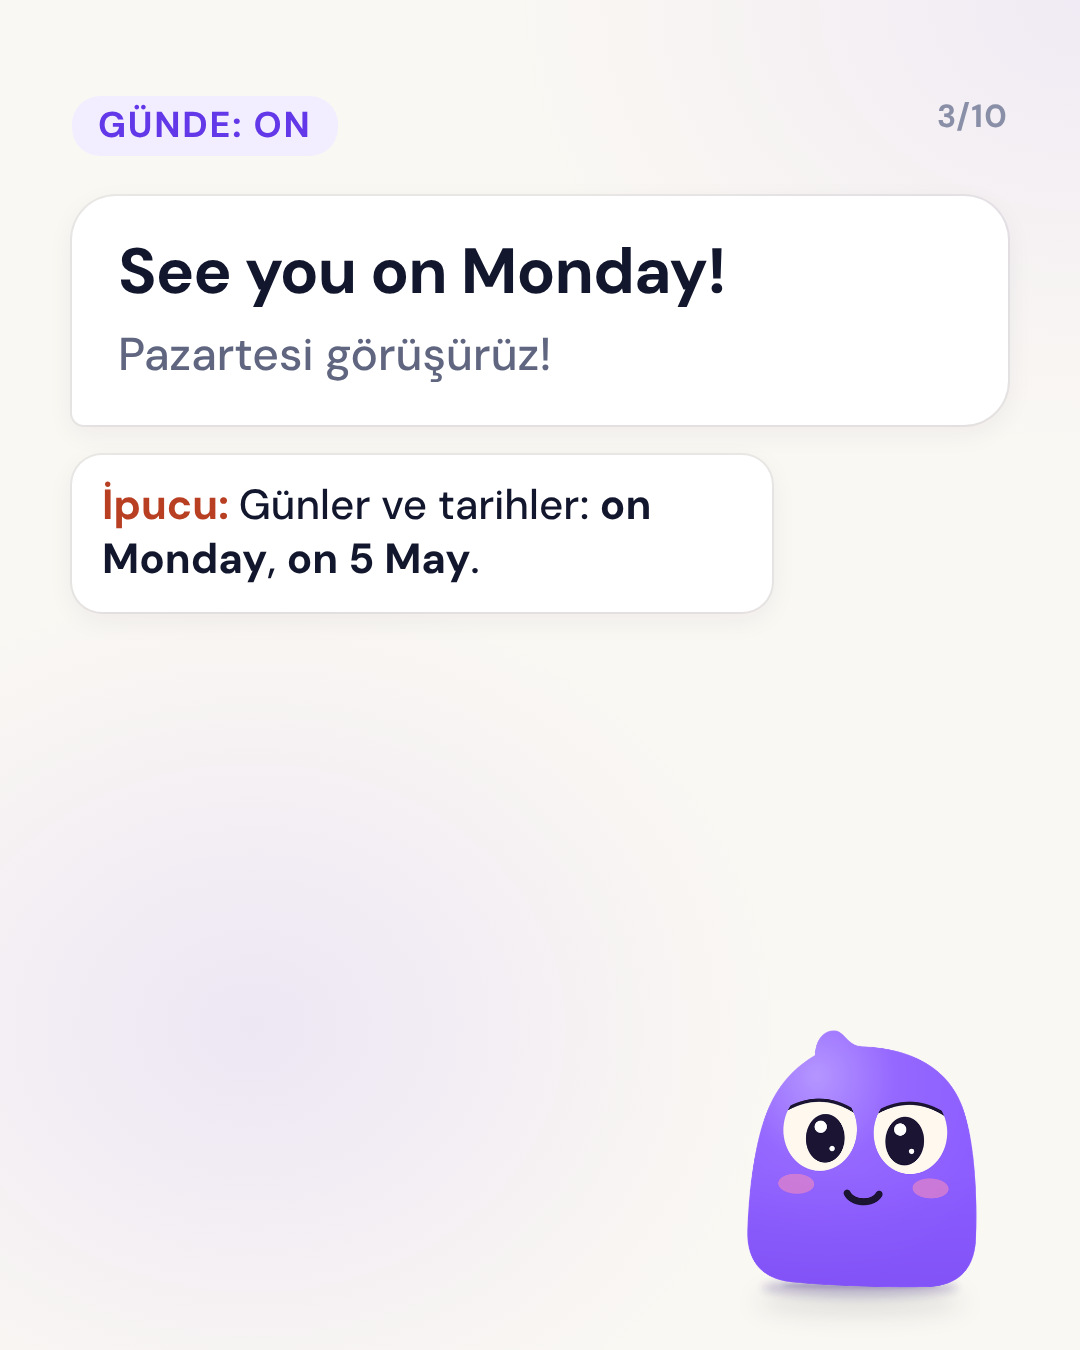 GÜNDE: ON
3/10
See you on Monday!
Pazartesi görüşürüz!
İpucu: Günler ve tarihler: on
Monday, on 5 May.